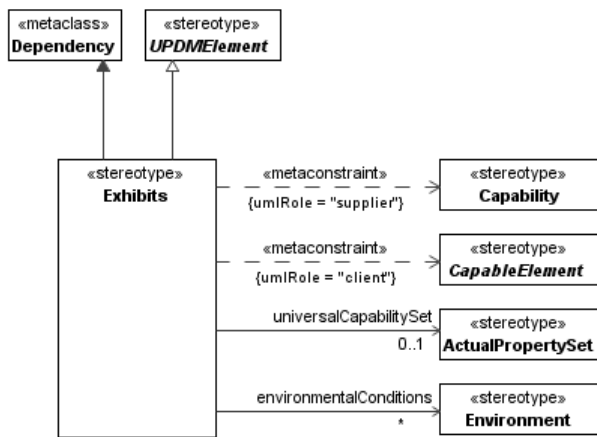 «metaclass»
Dependency
«stereotype»
UPDMElement
«stereotype»
Exhibits
«metaconstraint»
{umlRole = "supplier"}
«stereotype»
Capability
«metaconstraint»
{umlRole = "client"}
«stereotype»
CapableElement
universalCapabilitySet
0..1
«stereotype»
ActualPropertySet
environmentalConditions
*
«stereotype»
Environment